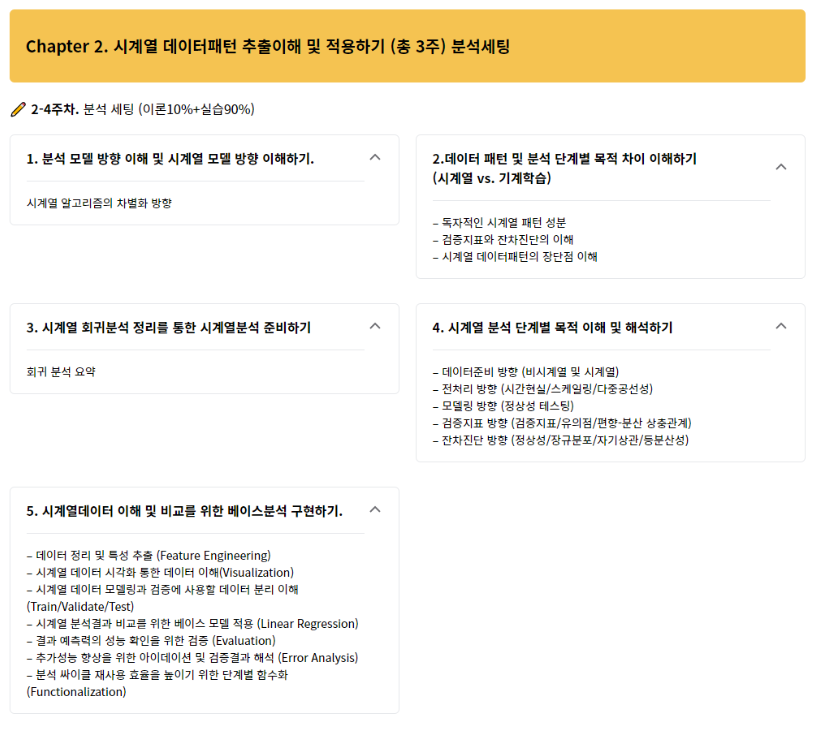 Chapter 2. 시계열 데이터패턴 추출이해 및 적용하기 (총 3주) 분석세팅
2-4주차. 분석 세팅 (이론10%+실습90%)
1. 분석 모델 방향 이해 및 시계열 모델 방향 이해하기.
시계열 알고리즘의 차별화 방향
2.데이터 패턴 및 분석 단계별 목적 차이 이해하기
(시계열 vs. 기계학습)
– 독자적인 시계열 패턴 성분
– 검증지표와 잔차진단의 이해
– 시계열 데이터패턴의 장단점 이해
3. 시계열 회귀분석 정리를 통한 시계열분석 준비하기
회귀 분석 요약
4. 시계열 분석 단계별 목적 이해 및 해석하기
– 데이터준비 방향 (비시계열 및 시계열)
– 전처리 방향 (시간현실/스케일링/다중공선성)
– 모델링 방향 (정상성 테스팅)
– 검증지표 방향 (검증지표/유의점/편향-분산 상충관계)
– 잔차진단 방향 (정상성/장규분포/자기상관/등분산성)
5. 시계열데이터 이해 및 비교를 위한 베이스분석 구현하기.
– 데이터 정리 및 특성 추출 (Feature Engineering)
– 시계열 데이터 시각화 통한 데이터 이해(Visualization)
– 시계열 데이터 모델링과 검증에 사용할 데이터 분리 이해
(Train/Validate/Test)
– 시계열 분석결과 비교를 위한 베이스 모델 적용 (Linear Regression)
– 결과 예측력의 성능 확인을 위한 검증 (Evaluation)
– 추가성능 향상을 위한 아이데이션 및 검증결과 해석 (Error Analysis)
– 분석 싸이클 재사용 효율을 높이기 위한 단계별 함수화
(Functionalization)